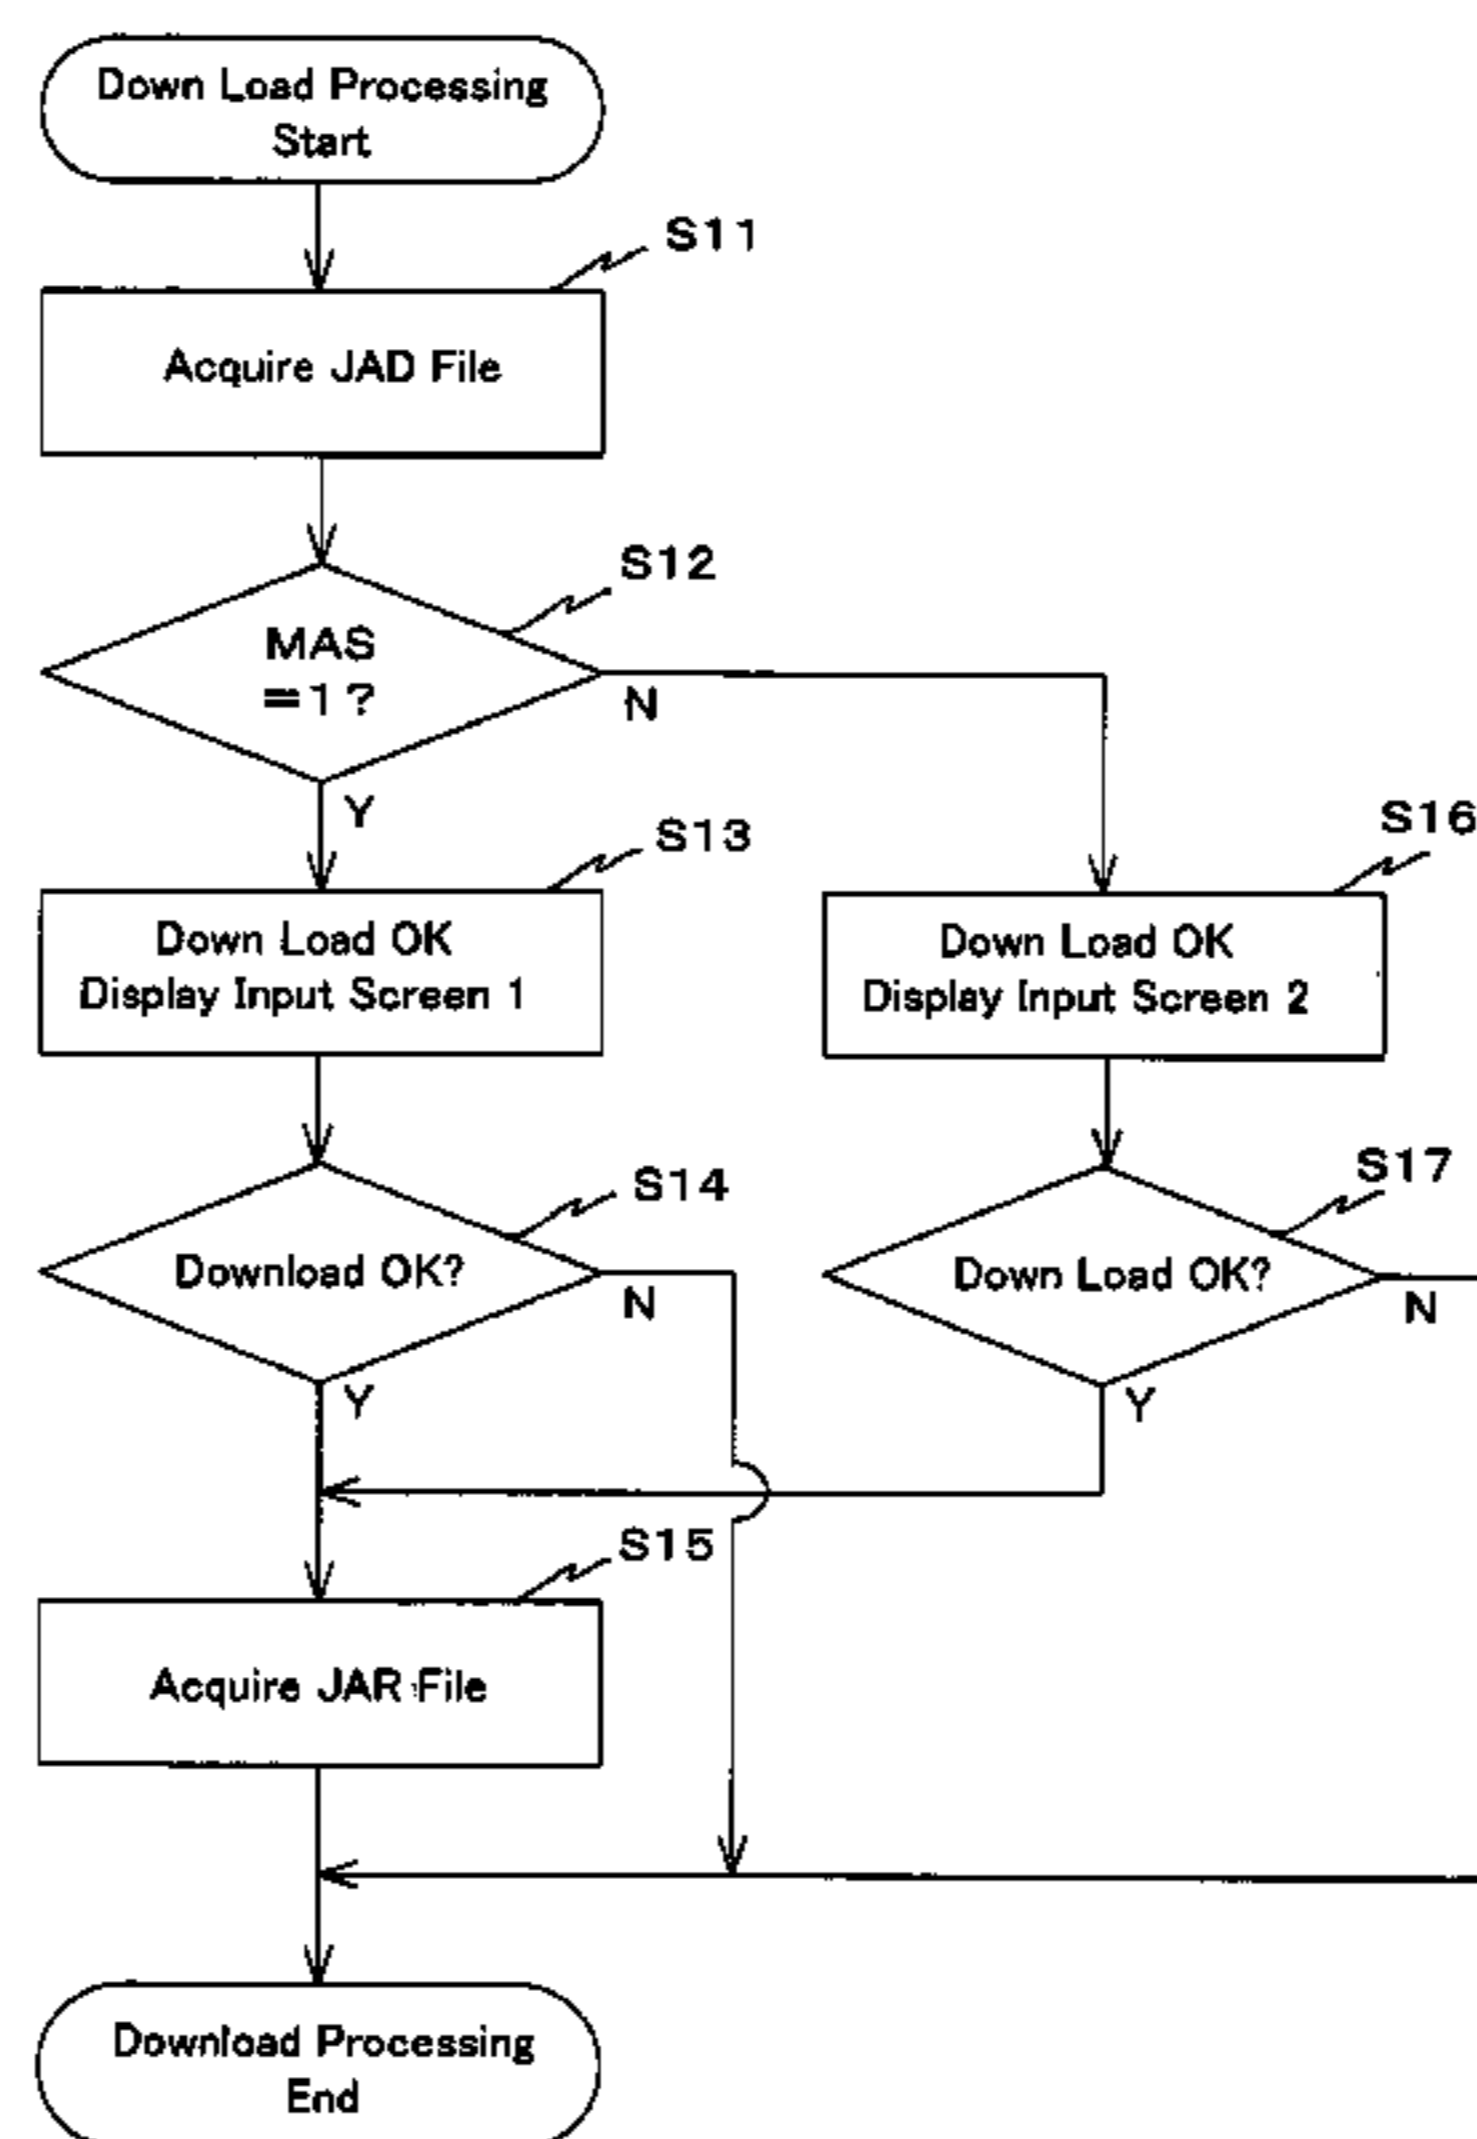 Down Load Processing
Start
S11
Acquire JAD File
S12
MAS
=1?
N
Y
S13
Down Load OK
Display Input Screen 1
S16
Down Load OK
Display Input Screen 2
S14
Download OK?
N
Y
S17
Down Load OK?
N
Y
S15
Acquire JAR File
Download Processing
End